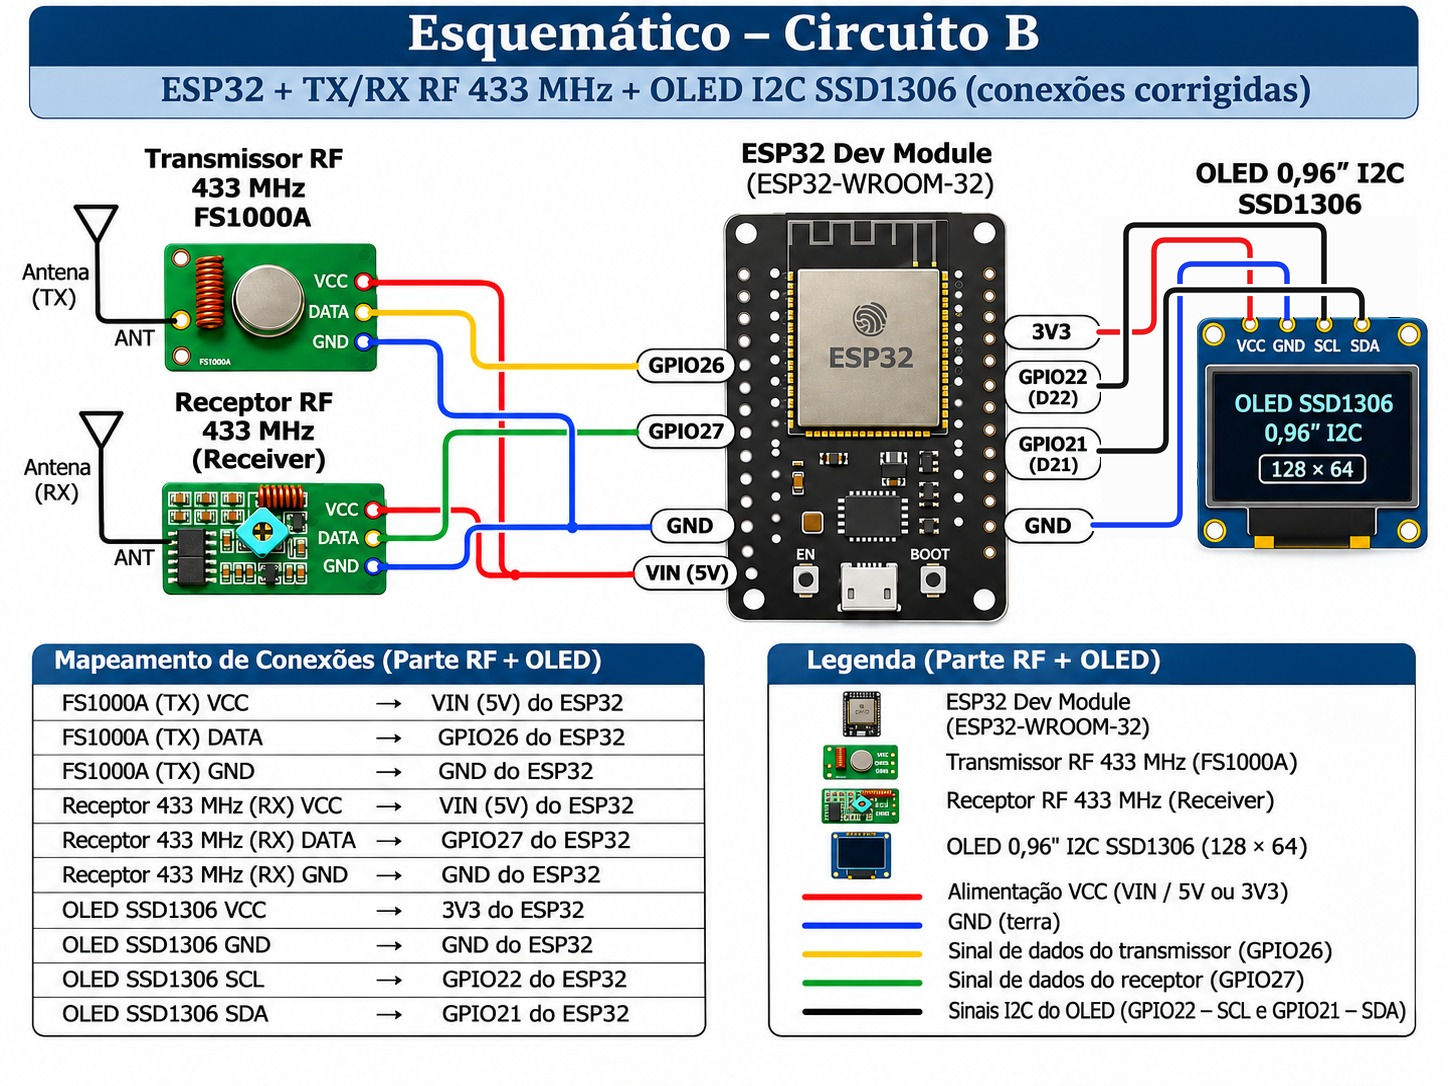 Esquemático – Circuito B
ESP32 + TX/RX RF 433 MHz + OLED I2C SSD1306 (conexões corrigidas)
Transmissor RF
433 MHz
FS1000A
Antena
(TX)
ANT
VCC
DATA
GND
FS1000A
Receptor RF
433 MHz
(Receiver)
Antena
(RX)
ANT
VCC
DATA
GND
ESP32 Dev Module
(ESP32-WROOM-32)
ESP32
GPIO26
GPIO27
GND
VIN (5V)
EN
BOOT
3V3
GPIO22
(D22)
GPIO21
(D21)
GND
OLED 0,96” I2C
SSD1306
VCC GND SCL SDA
OLED SSD1306
0,96” I2C
128 × 64
Mapeamento de Conexões (Parte RF + OLED)
FS1000A (TX) VCC → VIN (5V) do ESP32
FS1000A (TX) DATA → GPIO26 do ESP32
FS1000A (TX) GND → GND do ESP32
Receptor 433 MHz (RX) VCC → VIN (5V) do ESP32
Receptor 433 MHz (RX) DATA → GPIO27 do ESP32
Receptor 433 MHz (RX) GND → GND do ESP32
OLED SSD1306 VCC → 3V3 do ESP32
OLED SSD1306 GND → GND do ESP32
OLED SSD1306 SCL → GPIO22 do ESP32
OLED SSD1306 SDA → GPIO21 do ESP32
Legenda (Parte RF + OLED)
ESP32 Dev Module
(ESP32-WROOM-32)
Transmissor RF 433 MHz (FS1000A)
Receptor RF 433 MHz (Receiver)
OLED 0,96" I2C SSD1306 (128 × 64)
Alimentação VCC (VIN / 5V ou 3V3)
GND (terra)
Sinal de dados do transmissor (GPIO26)
Sinal de dados do receptor (GPIO27)
Sinais I2C do OLED (GPIO22 – SCL e GPIO21 – SDA)